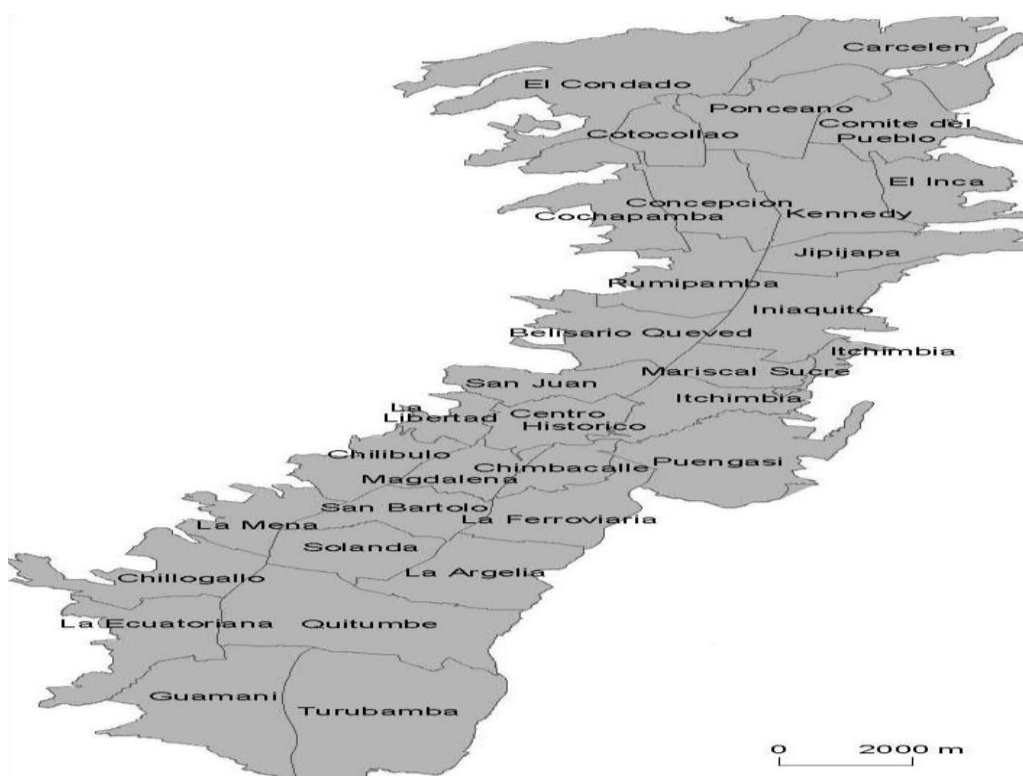 Carcelen
El Condado
Ponceano
Comite del
Pueblo
Cotocollao
El Inca
Concepcion
Cochapamba
Kennedy
Jipijapa
Rumipamba
Iniaquito
Belisario Queved
Itchimbia
Mariscal Sucre
San Juan
Itchimbia
La
Libertad
Centro
Historico
Chilibulo
Puengasi
Chimbacalle
Magdalena
San Bartolo
La Ferroviaria
La Mena
Solanda
La Argelia
Chillogallo
La Ecuatoriana
Quitumbe
Guamani
Turubamba
0 2000 m